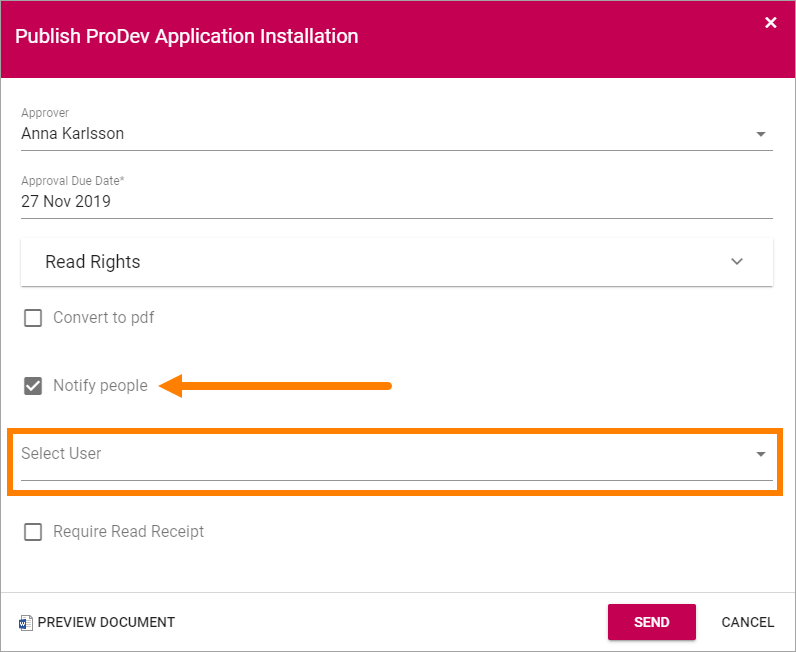 Publish ProDev Application Installation
Approver
Anna Karlsson
Approval Due Date*
27 Nov 2019
Read Rights
Convert to pdf
Notify people
Select User
Require Read Receipt
PREVIEW DOCUMENT
SEND
CANCEL